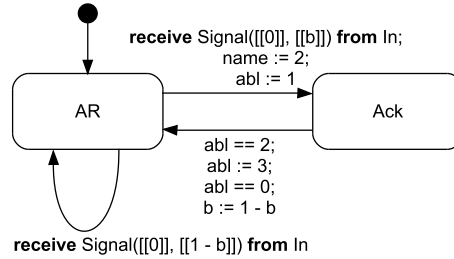 receive Signal([[0]], [[b]]) from In;
name := 2;
abl := 1
AR
Ack
abl == 2;
abl := 3;
abl == 0;
b := 1 - b
receive Signal([[0]], [[1 - b]]) from In